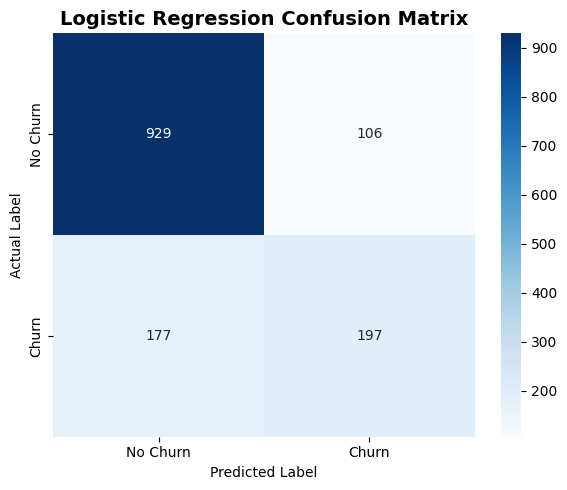 Logistic Regression Confusion Matrix
Actual Label
No Churn
929
106
Churn
177
197
No Churn
Churn
Predicted Label
900
800
700
600
500
400
300
200